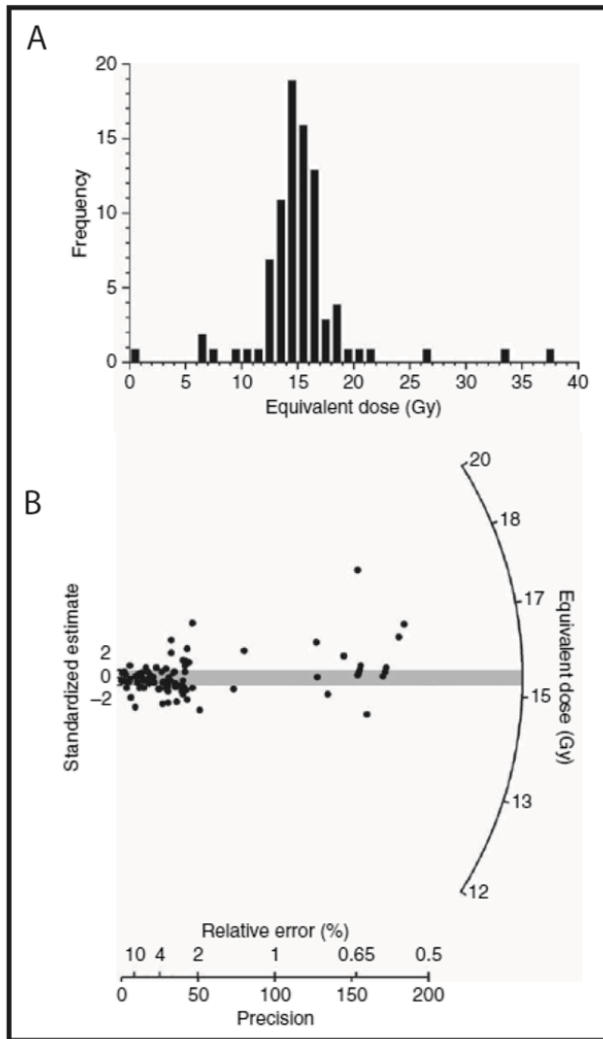 A
20
15
10
5
0
Frequency
0 5 10 15 20 25 30 35 40
Equivalent dose (Gy)
B
20
18
17
15
13
12
Equivalent dose (Gy)
Standardized estimate
2
0
−2
Relative error (%)
10 4 2 1 0.65 0.5
0 50 100 150 200
Precision